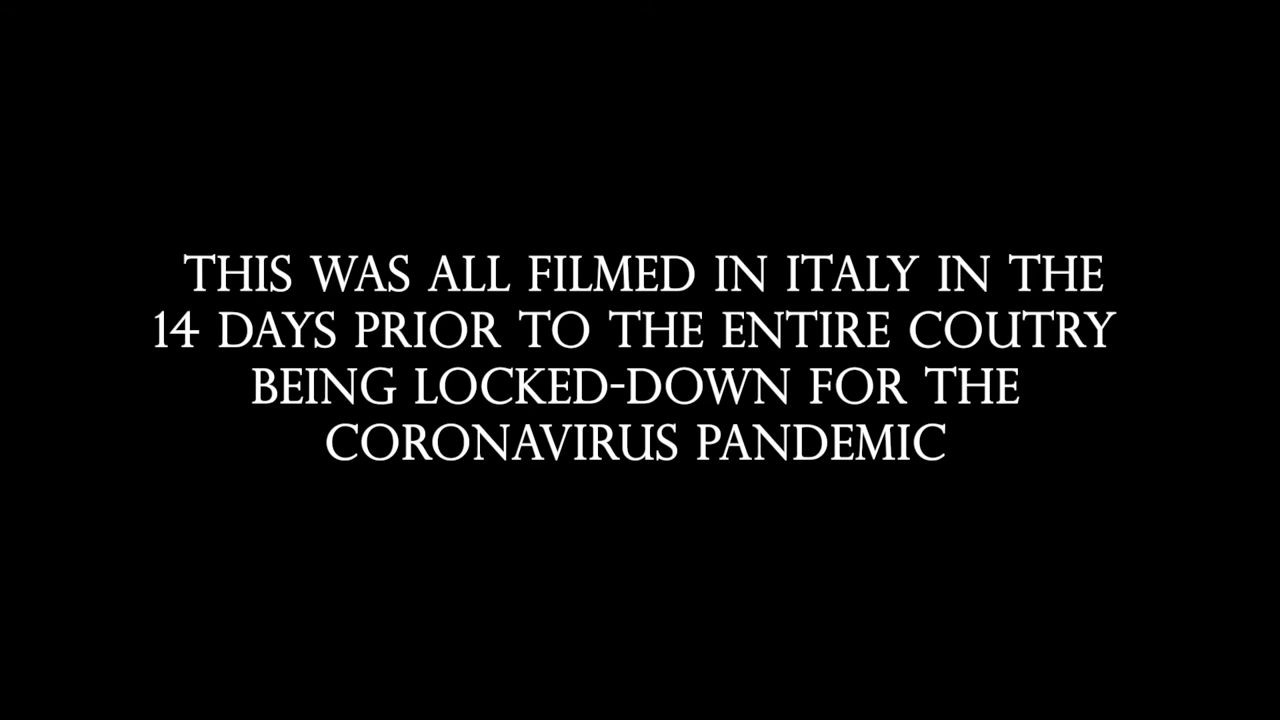 THIS WAS ALL FILMED IN ITALY IN THE
14 DAYS PRIOR TO THE ENTIRE COUTRY
BEING LOCKED-DOWN FOR THE
CORONAVIRUS PANDEMIC